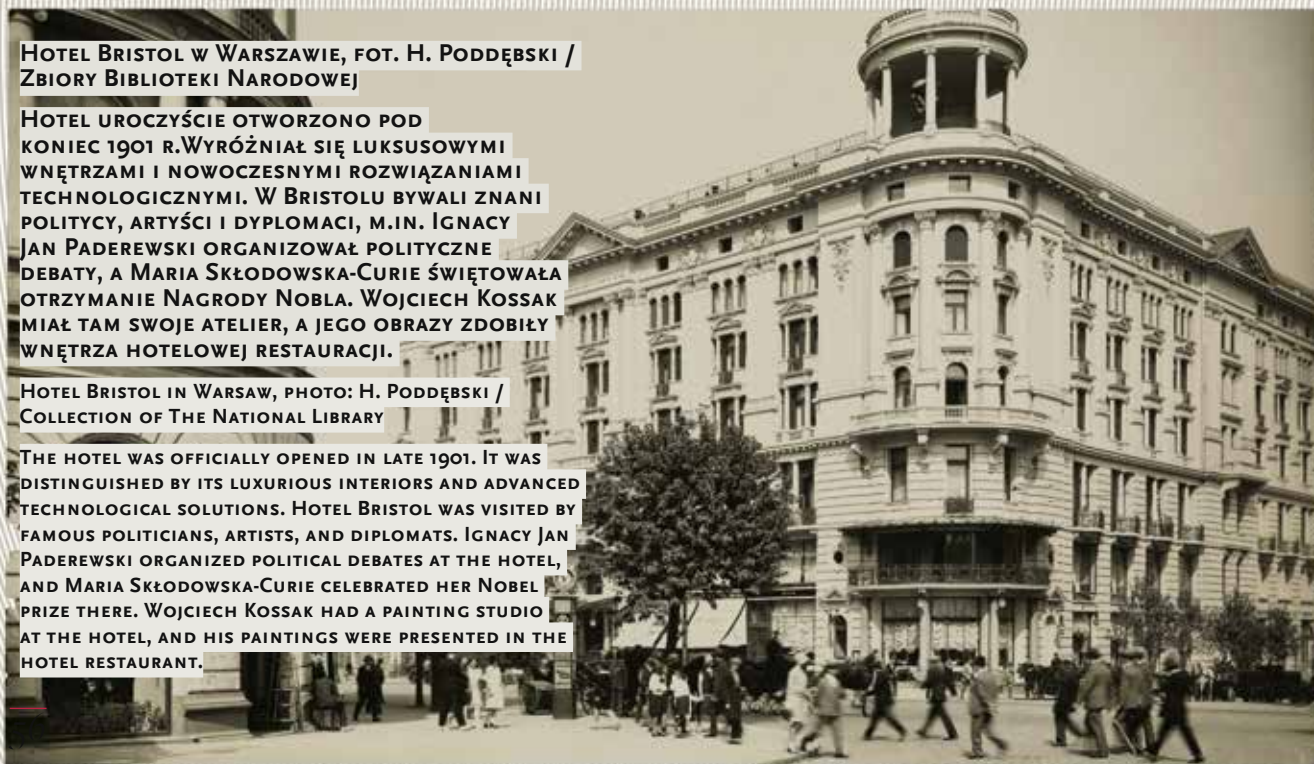 Hotel Bristol w Warszawie, fot. H. Poddębski /
Zbiory Biblioteki Narodowej
Hotel uroczyście otworzono pod
koniec 1901 r.Wyróżniał się luksusowymi
wnętrzami i nowoczesnymi rozwiązaniami
technologicznymi. W Bristolu bywali znani
politycy, artyści i dyplomaci, m.in. Ignacy
Jan Paderewski organizował polityczne
debaty, a Maria Skłodowska-Curie świętowała
otrzymanie Nagrody Nobla. Wojciech Kossak
miał tam swoje atelier, a jego obrazy zdobiły
wnętrza hotelowej restauracji.
Hotel Bristol in Warsaw, photo: H. Poddębski /
Collection of The National Library
The hotel was officially opened in late 1901. It was
distinguished by its luxurious interiors and advanced
technological solutions. Hotel Bristol was visited by
famous politicians, artists, and diplomats. Ignacy Jan
Paderewski organized political debates at the hotel,
and Maria Skłodowska-Curie celebrated her Nobel
prize there. Wojciech Kossak had a painting studio
at the hotel, and his paintings were presented in the
hotel restaurant.